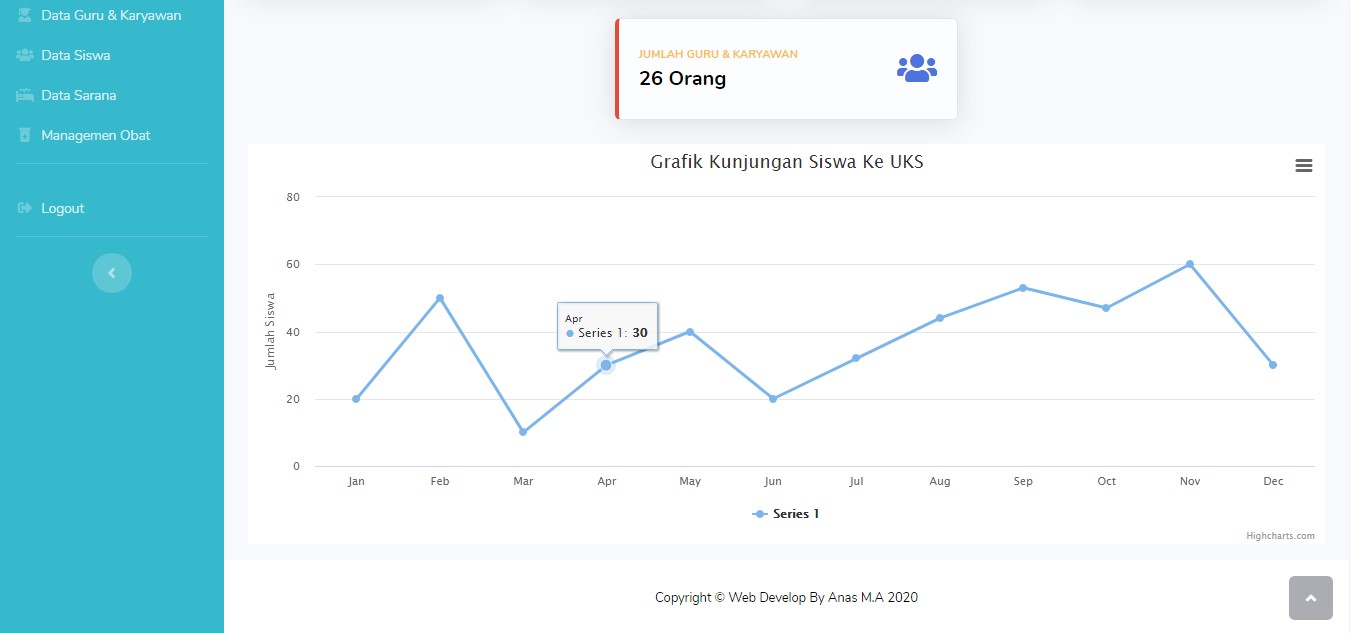 Data Guru & Karyawan
Data Siswa
Data Sarana
Managemen Obat
Logout
JUMLAH GURU & KARYAWAN
26 Orang
Grafik Kunjungan Siswa Ke UKS
Jumlah Siswa
80
60
40
20
0
Apr
Series 1: 30
Jan Feb Mar Apr May Jun Jul Aug Sep Oct Nov Dec
Series 1
Highcharts.com
Copyright © Web Develop By Anas M.A 2020